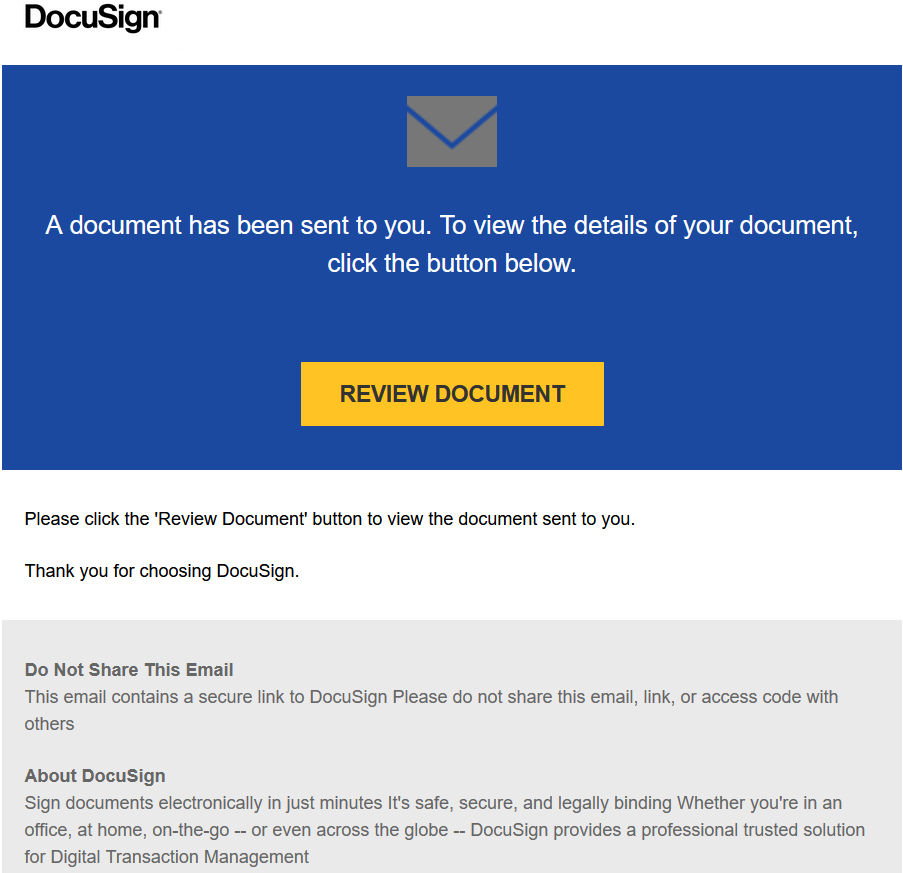 DocuSign
A document has been sent to you. To view the details of your document,
click the button below.
REVIEW DOCUMENT
Please click the 'Review Document' button to view the document sent to you.
Thank you for choosing DocuSign.
Do Not Share This Email
This email contains a secure link to DocuSign Please do not share this email, link, or access code with
others
About DocuSign
Sign documents electronically in just minutes It's safe, secure, and legally binding Whether you're in an
office, at home, on-the-go -- or even across the globe -- DocuSign provides a professional trusted solution
for Digital Transaction Management